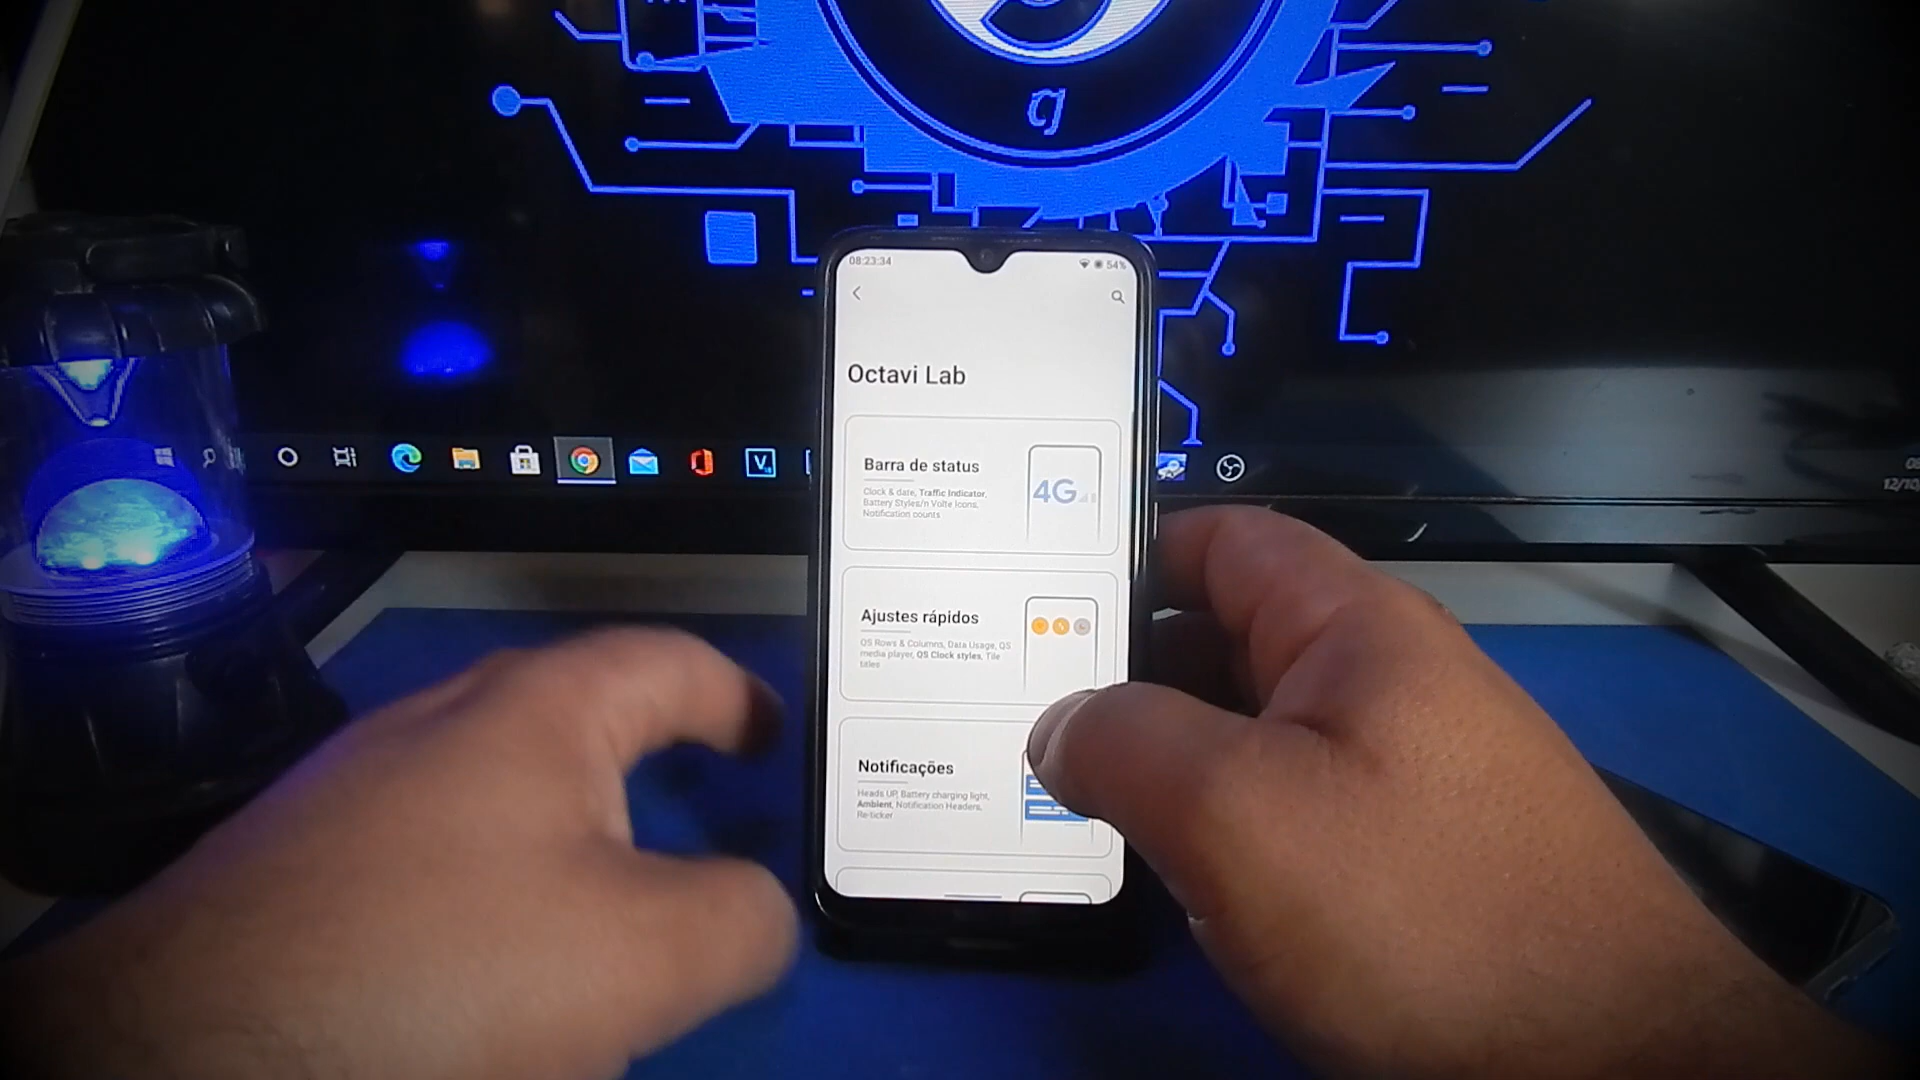 g
08:23:34
54%
Octavi Lab
Barra de status
Clock & date, Traffic Indicator,
Battery Styles/n Volte Icons,
Notification counts
4G
Ajustes rápidos
QS Rows & Columns, Data Usage, QS
media player, QS Clock styles, Tile
titles
Notificações
Heads UP, Battery charging light,
Ambient, Notification Headers,
Re-ticker
V
12/10